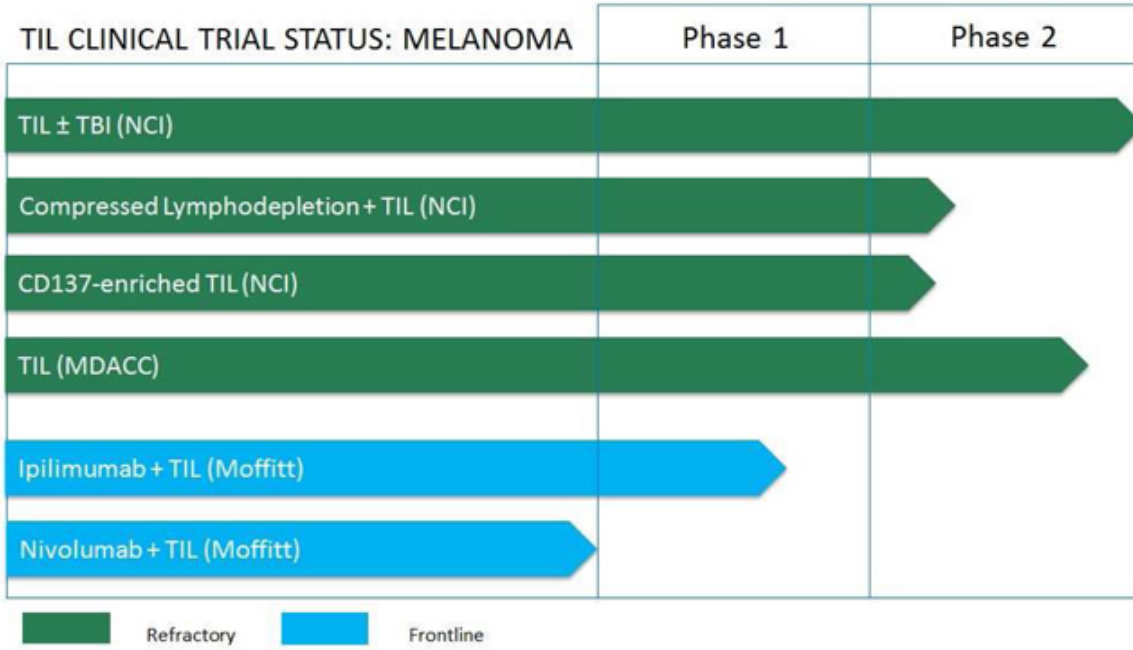 TIL CLINICAL TRIAL STATUS: MELANOMA Phase 1 Phase 2
TIL ± TBI (NCI)
Compressed Lymphodepletion + TIL (NCI)
CD137-enriched TIL (NCI)
TIL (MDACC)
Ipilimumab + TIL (Moffitt)
Nivolumab + TIL (Moffitt)
Refractory Frontline